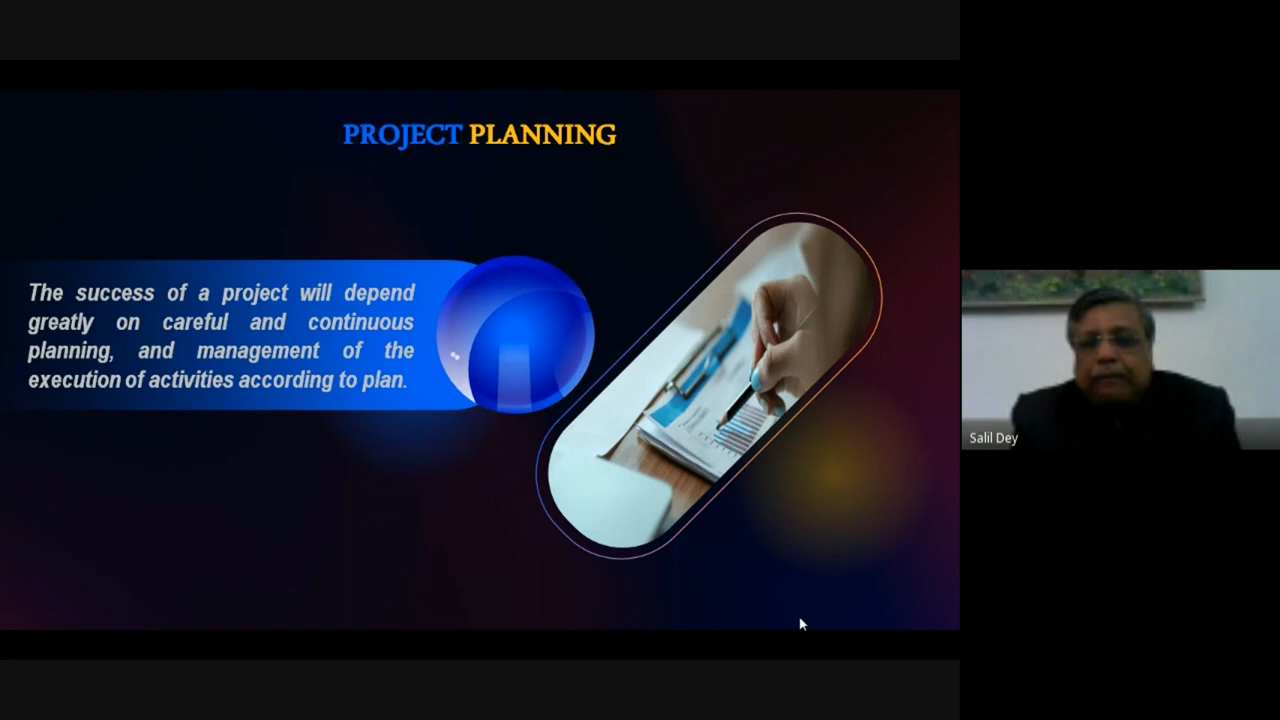 PROJECT PLANNING
The success of a project will depend
greatly on careful and continuous
planning, and management of the
execution of activities according to plan.
Salil Dey